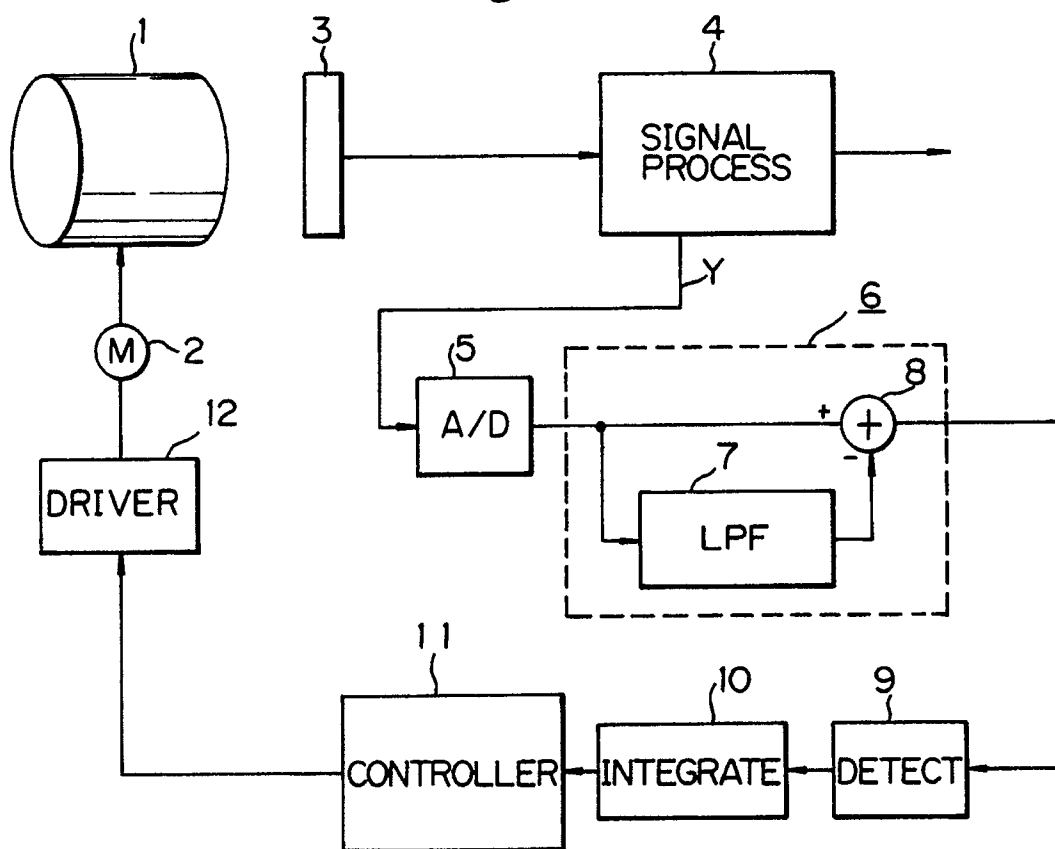 1
3
4
SIGNAL
PROCESS
Y
6
M
2
5
A/D
+
8
+
-
12
7
DRIVER
LPF
11
10
9
CONTROLLER
INTEGRATE
DETECT